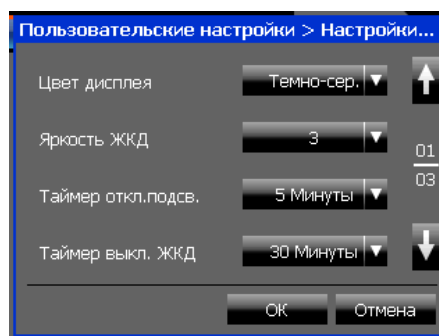 Пользовательские настройки > Настройки...
Цвет дисплея Темно-сер.
Яркость ЖКД 3
01
03
Таймер откл.подсв. 5 Минуты
Таймер выкл. ЖКД 30 Минуты
ОК Отмена